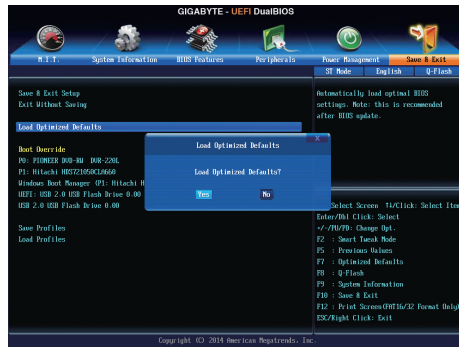 GIGABYTE - UEFI DualBIOS
M.I.T. System Information BIOS Features Peripherals Power Management Save & Exit
ST Mode English Q-Flash
Save & Exit Setup
Exit Without Saving
Load Optimized Defaults
Boot Override
P0: PIONEER DVD-RW DVR-220L
P1: Hitachi HDS721050CLA660
Windows Boot Manager (P1: Hitachi H
UEFI: USB 2.0 USB Flash Drive 0.00
USB 2.0 USB Flash Drive 0.00
Save Profiles
Load Profiles
Automatically load optimal BIOS
settings. Note: this is recommended
after BIOS update.
Load Optimized Defaults
X
Load Optimized Defaults?
Yes No
Select Screen ↑↓/Click: Select Item
Enter/Dbl Click: Select
+/-/PU/PD: Change Opt.
F2 : Smart Tweak Mode
F5 : Previous Values
F7 : Optimized Defaults
F8 : Q-Flash
F9 : System Information
F10 : Save & Exit
F12 : Print Screen(FAT16/32 Format Only)
ESC/Right Click: Exit
Copyright (C) 2014 American Megatrends, Inc.